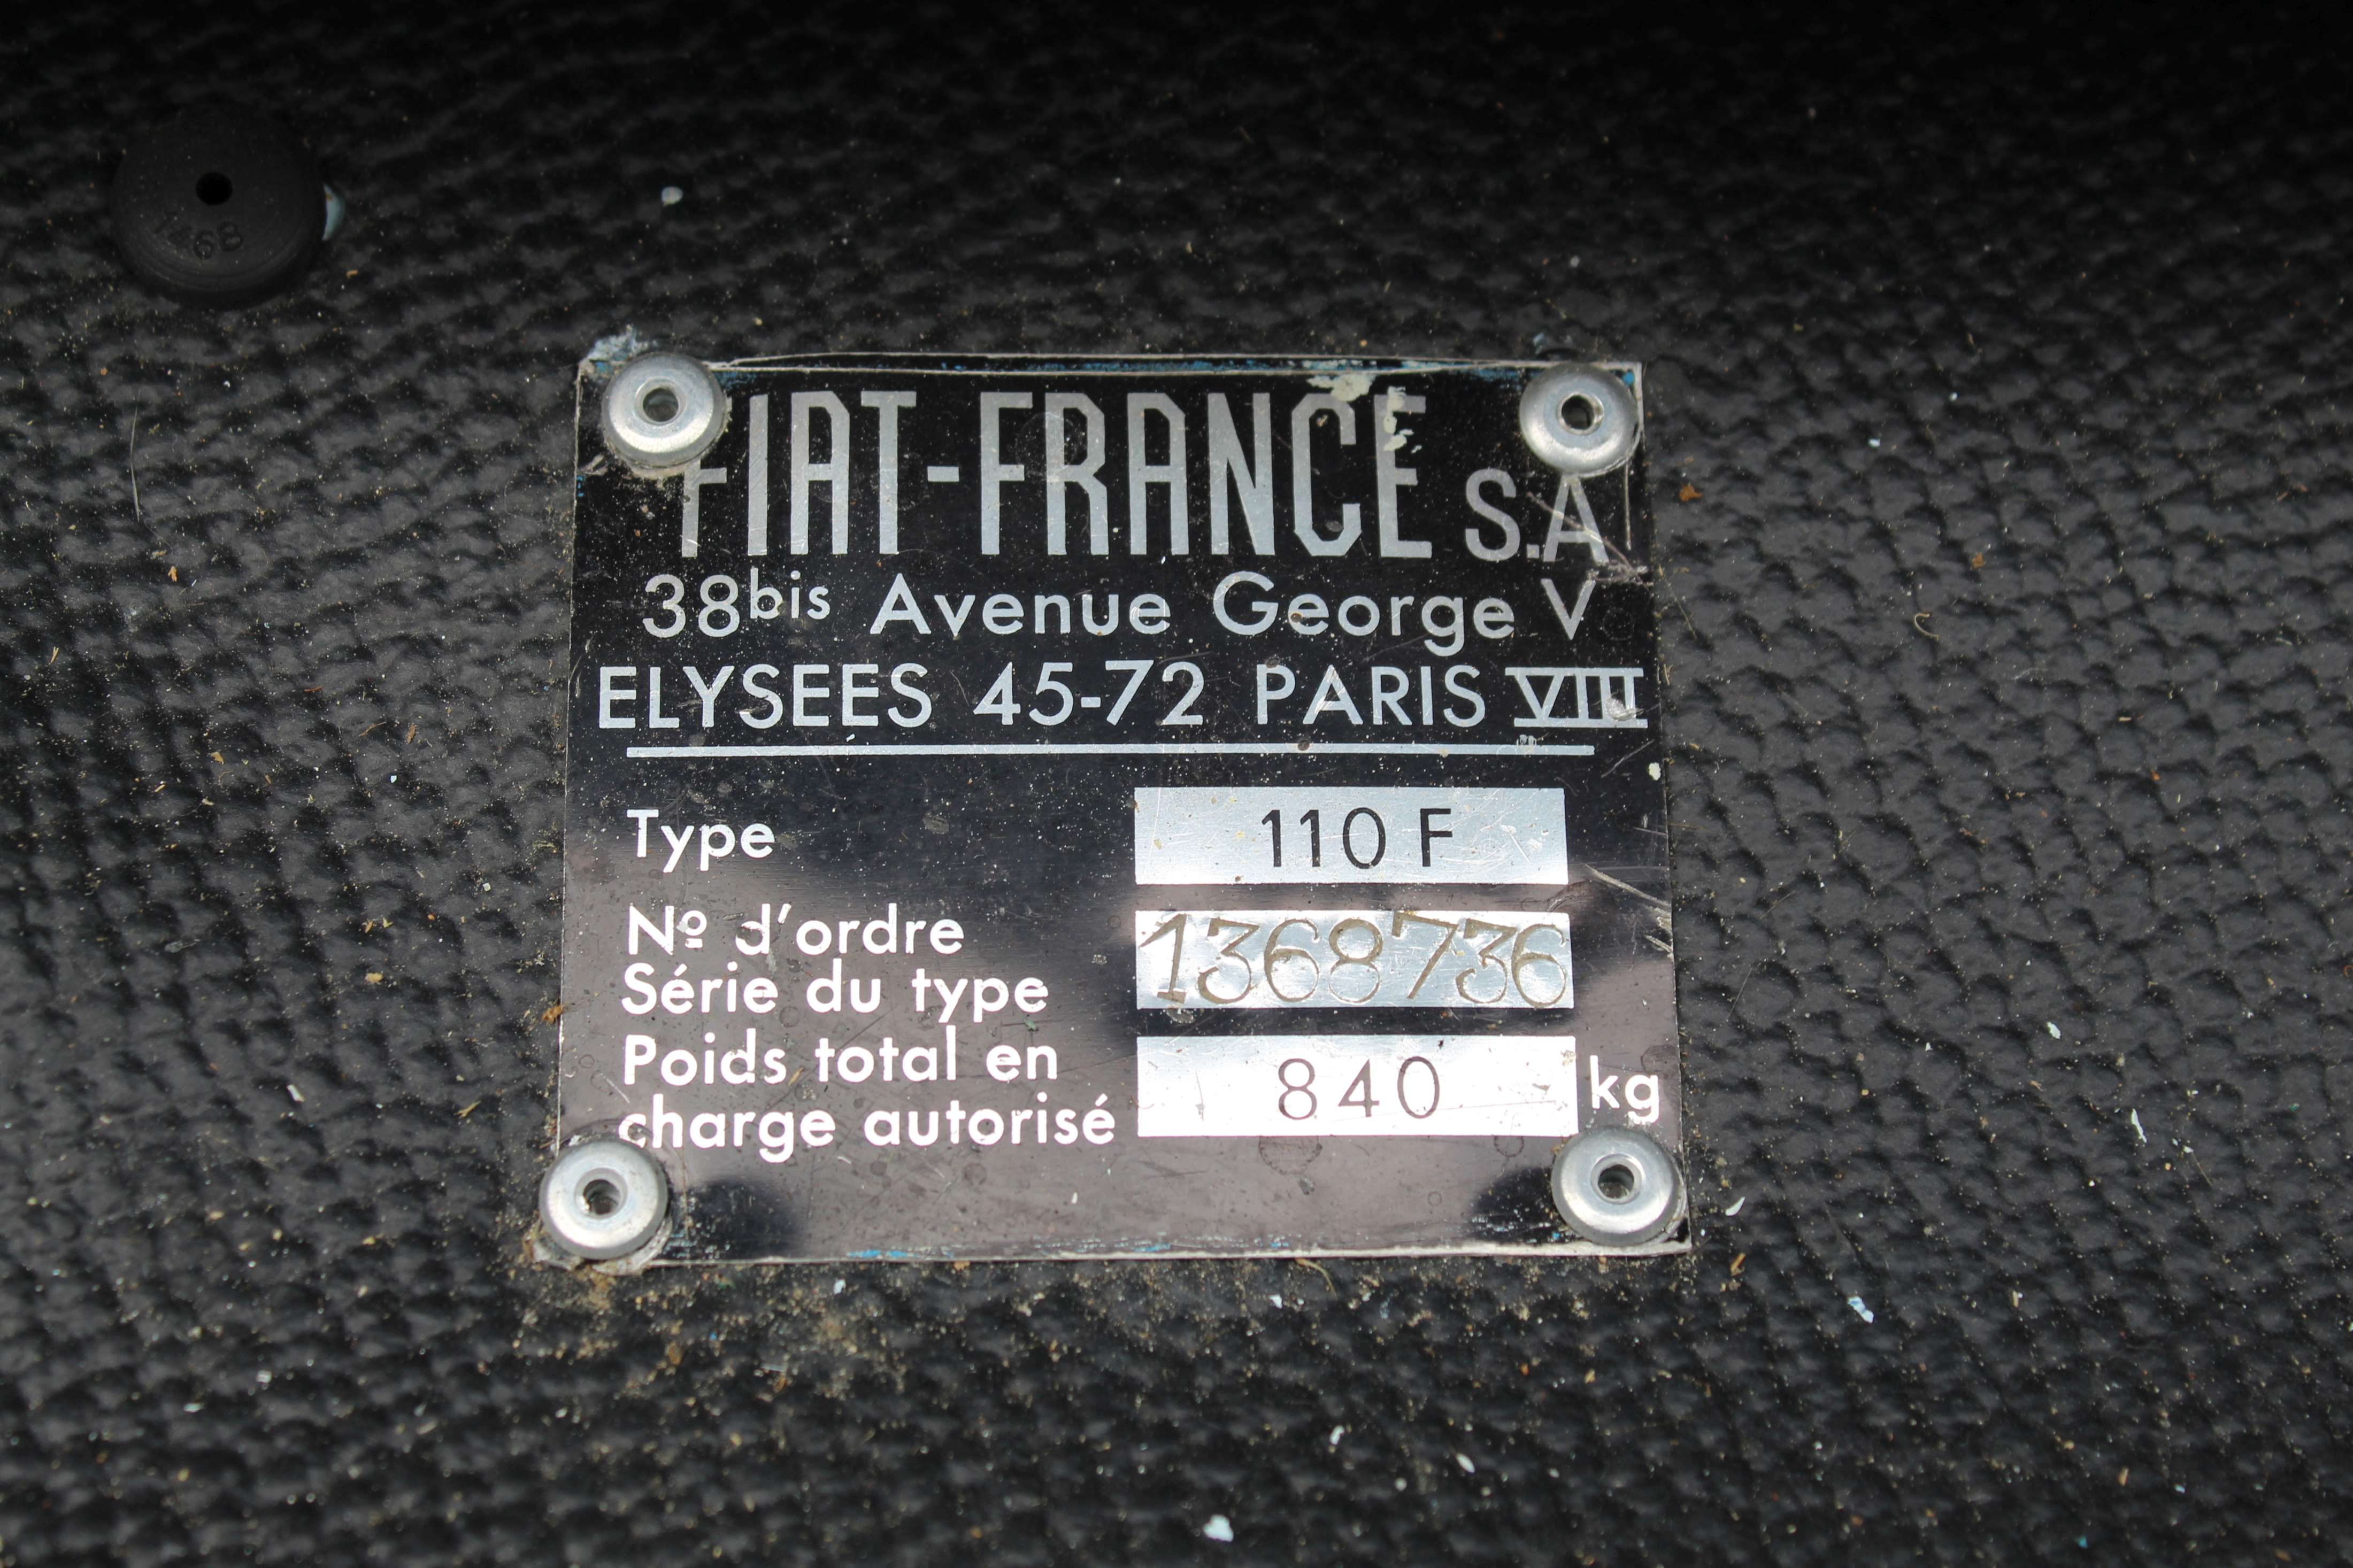 FIAT-FRANCE S.A
38bis Avenue George V
ELYSEES 45-72 PARIS VIII
Type 110 F
Nº d'ordre
Série du type 1368736
Poids total en
charge autorisé 840 kg